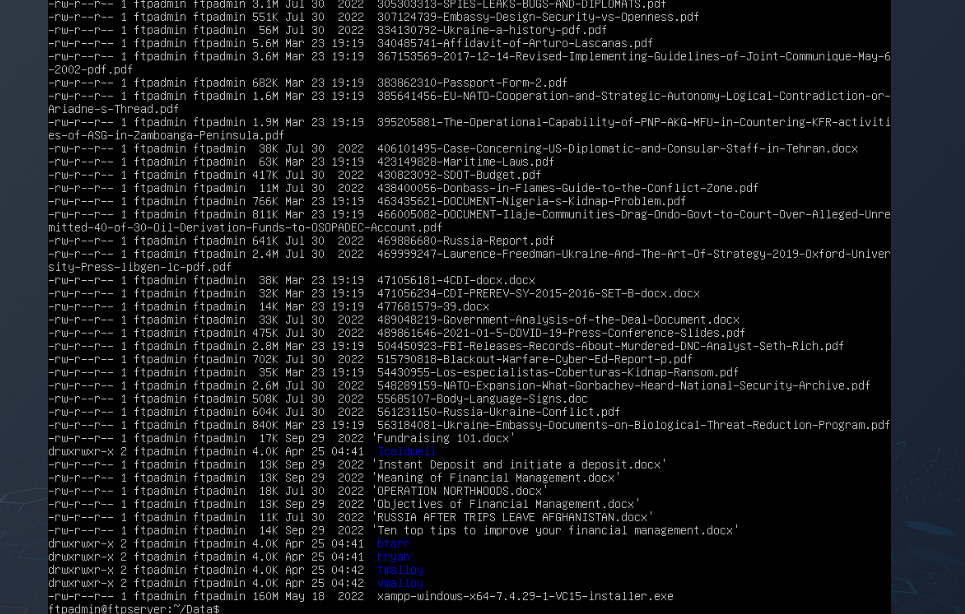 -rw-r--r-- 1 ftpadmin ftpadmin 3.1M Jul 30  2022  305303313-SPIES-LEAKS-BUGS-AND-DIPLOMATS.pdf
-rw-r--r-- 1 ftpadmin ftpadmin 551K Jul 30  2022  307124739-Embassy-Design-Security-vs-Openness.pdf
-rw-r--r-- 1 ftpadmin ftpadmin  56M Jul 30  2022  334130792-Ukraine-a-history-pdf.pdf
-rw-r--r-- 1 ftpadmin ftpadmin 5.6M Mar 23 19:19  340485741-Affidavit-of-Arturo-Lascanas.pdf
-rw-r--r-- 1 ftpadmin ftpadmin 3.6M Mar 23 19:19  367153569-2017-12-14-Revised-Implementing-Guidelines-of-Joint-Communique-May-6
-2002-pdf.pdf
-rw-r--r-- 1 ftpadmin ftpadmin 682K Mar 23 19:19  383862310-Passport-Form-2.pdf
-rw-r--r-- 1 ftpadmin ftpadmin 1.6M Mar 23 19:19  385641456-EU-NATO-Cooperation-and-Strategic-Autonomy-Logical-Contradiction-or-
Ariadne-s-Thread.pdf
-rw-r--r-- 1 ftpadmin ftpadmin 1.9M Mar 23 19:19  395205881-The-Operational-Capability-of-PNP-AKG-MFU-in-Countering-KFR-activiti
es-of-ASG-in-Zamboanga-Peninsula.pdf
-rw-r--r-- 1 ftpadmin ftpadmin  38K Jul 30  2022  406101495-Case-Concerning-US-Diplomatic-and-Consular-Staff-in-Tehran.docx
-rw-r--r-- 1 ftpadmin ftpadmin  63K Mar 23 19:19  423149828-Maritime-Laws.pdf
-rw-r--r-- 1 ftpadmin ftpadmin 417K Jul 30  2022  430823092-SDOT-Budget.pdf
-rw-r--r-- 1 ftpadmin ftpadmin  11M Jul 30  2022  438400056-Donbass-in-Flames-Guide-to-the-Conflict-Zone.pdf
-rw-r--r-- 1 ftpadmin ftpadmin 766K Mar 23 19:19  463435621-DOCUMENT-Nigeria-s-Kidnap-Problem.pdf
-rw-r--r-- 1 ftpadmin ftpadmin 811K Mar 23 19:19  466005082-DOCUMENT-Ilaje-Communities-Drag-Ondo-Govt-to-Court-Over-Alleged-Unre
mitted-40-of-30-Oil-Derivation-Funds-to-OSOPADEC-Account.pdf
-rw-r--r-- 1 ftpadmin ftpadmin 641K Jul 30  2022  469886680-Russia-Report.pdf
-rw-r--r-- 1 ftpadmin ftpadmin 2.4M Jul 30  2022  469999247-Lawrence-Freedman-Ukraine-And-The-Art-Of-Strategy-2019-Oxford-Univer
sity-Press-libgen-lc-pdf.pdf
-rw-r--r-- 1 ftpadmin ftpadmin  38K Mar 23 19:19  471056181-4CDI-docx.docx
-rw-r--r-- 1 ftpadmin ftpadmin  32K Mar 23 19:19  471056234-CDI-PREREV-SY-2015-2016-SET-B-docx.docx
-rw-r--r-- 1 ftpadmin ftpadmin  14K Mar 23 19:19  477681579-39.docx
-rw-r--r-- 1 ftpadmin ftpadmin  33K Jul 30  2022  489048219-Government-Analysis-of-the-Deal-Document.docx
-rw-r--r-- 1 ftpadmin ftpadmin 475K Jul 30  2022  489861646-2021-01-5-COVID-19-Press-Conference-Slides.pdf
-rw-r--r-- 1 ftpadmin ftpadmin 2.8M Mar 23 19:19  504450923-FBI-Releases-Records-About-Murdered-DNC-Analyst-Seth-Rich.pdf
-rw-r--r-- 1 ftpadmin ftpadmin 702K Jul 30  2022  515790818-Blackout-Warfare-Cyber-Ed-Report-p.pdf
-rw-r--r-- 1 ftpadmin ftpadmin  35K Mar 23 19:19  54430955-Los-especialistas-Coberturas-Kidnap-Ransom.pdf
-rw-r--r-- 1 ftpadmin ftpadmin 2.6M Jul 30  2022  548289159-NATO-Expansion-What-Gorbachev-Heard-National-Security-Archive.pdf
-rw-r--r-- 1 ftpadmin ftpadmin 508K Jul 30  2022  55685107-Body-Language-Signs.doc
-rw-r--r-- 1 ftpadmin ftpadmin 604K Jul 30  2022  561231150-Russia-Ukraine-Conflict.pdf
-rw-r--r-- 1 ftpadmin ftpadmin 840K Mar 23 19:19  563184081-Ukraine-Embassy-Documents-on-Biological-Threat-Reduction-Program.pdf
-rw-r--r-- 1 ftpadmin ftpadmin  17K Sep 29  2022 'Fundraising 101.docx'
drwxrwxr-x 2 ftpadmin ftpadmin 4.0K Apr 25 04:41
-rw-r--r-- 1 ftpadmin ftpadmin  13K Sep 29  2022 'Instant Deposit and initiate a deposit.docx'
-rw-r--r-- 1 ftpadmin ftpadmin  13K Sep 29  2022 'Meaning of Financial Management.docx'
-rw-r--r-- 1 ftpadmin ftpadmin  18K Jul 30  2022 'OPERATION NORTHWOODS.docx'
-rw-r--r-- 1 ftpadmin ftpadmin  13K Sep 29  2022 'Objectives of Financial Management.docx'
-rw-r--r-- 1 ftpadmin ftpadmin  11K Jul 30  2022 'RUSSIA AFTER TRIPS LEAVE AFGHANISTAN.docx'
-rw-r--r-- 1 ftpadmin ftpadmin  14K Sep 29  2022 'Ten top tips to improve your financial management.docx'
drwxrwxr-x 2 ftpadmin ftpadmin 4.0K Apr 25 04:41
drwxrwxr-x 2 ftpadmin ftpadmin 4.0K Apr 25 04:41  rryan
drwxrwxr-x 2 ftpadmin ftpadmin 4.0K Apr 25 04:42
drwxrwxr-x 2 ftpadmin ftpadmin 4.0K Apr 25 04:42  vmalloy
-rw-r--r-- 1 ftpadmin ftpadmin 160M May 18  2022  xampp-windows-x64-7.4.29-1-VC15-installer.exe
ftpadmin@ftpserver:~/Data$